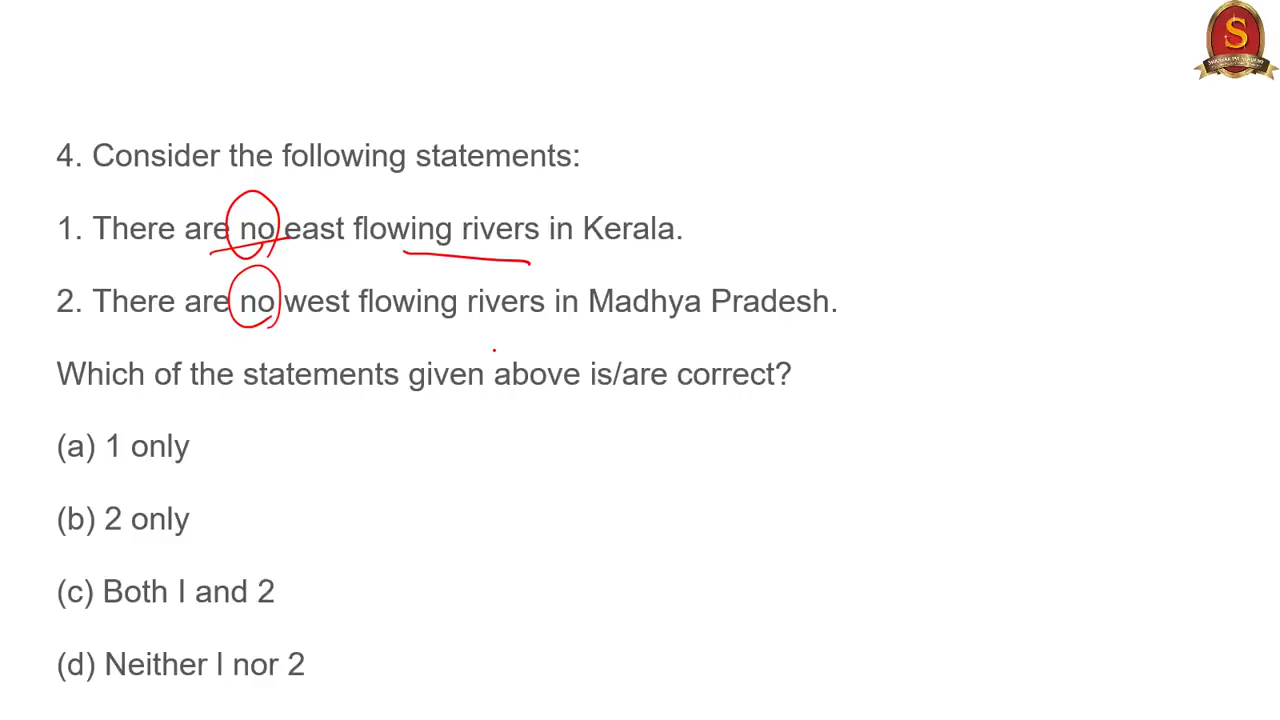 S
4. Consider the following statements:
1. There are no east flowing rivers in Kerala.
2. There are no west flowing rivers in Madhya Pradesh.
Which of the statements given above is/are correct?
(a) 1 only
(b) 2 only
(c) Both I and 2
(d) Neither I nor 2